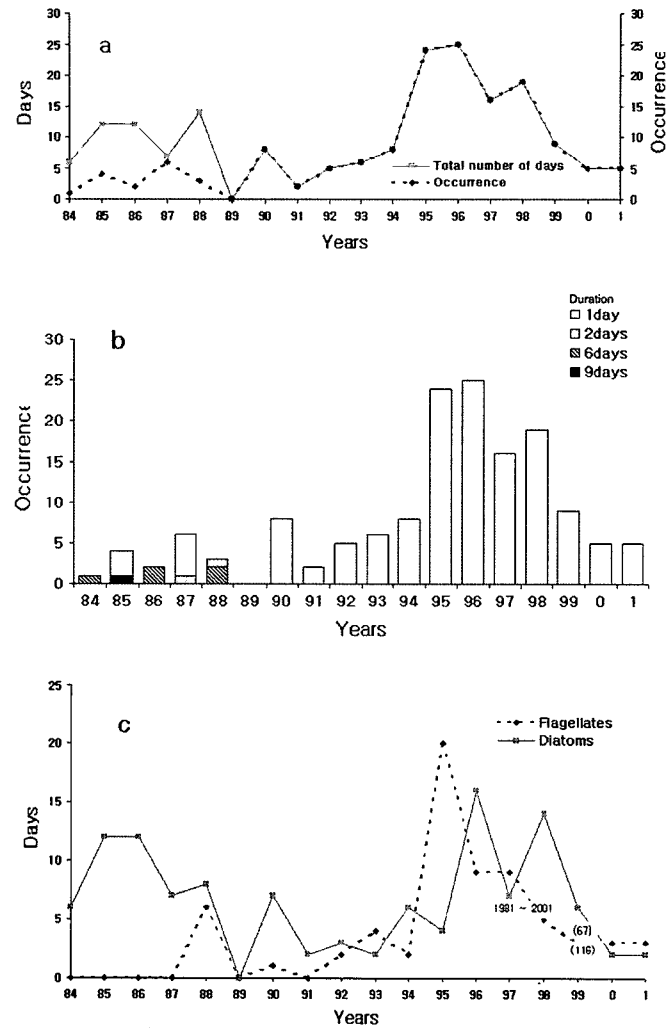 a
30 30
25 25
20 20
15 15
10 10
5 5
0 0
Days
Occurrence
Total number of days
Occurrence
84 85 86 87 88 89 90 91 92 93 94 95 96 97 98 99 0 1
Years
b
Duration
1day
2days
6days
9days
30
25
20
15
10
5
0
Occurrence
84 85 86 87 88 89 90 91 92 93 94 95 96 97 98 99 0 1
Years
c
Flagellates
Diatoms
25
20
15
10
5
0
Days
1981 ~ 2001
(67)
(116)
84 85 86 87 88 89 90 91 92 93 94 95 96 97 98 99 0 1
Years